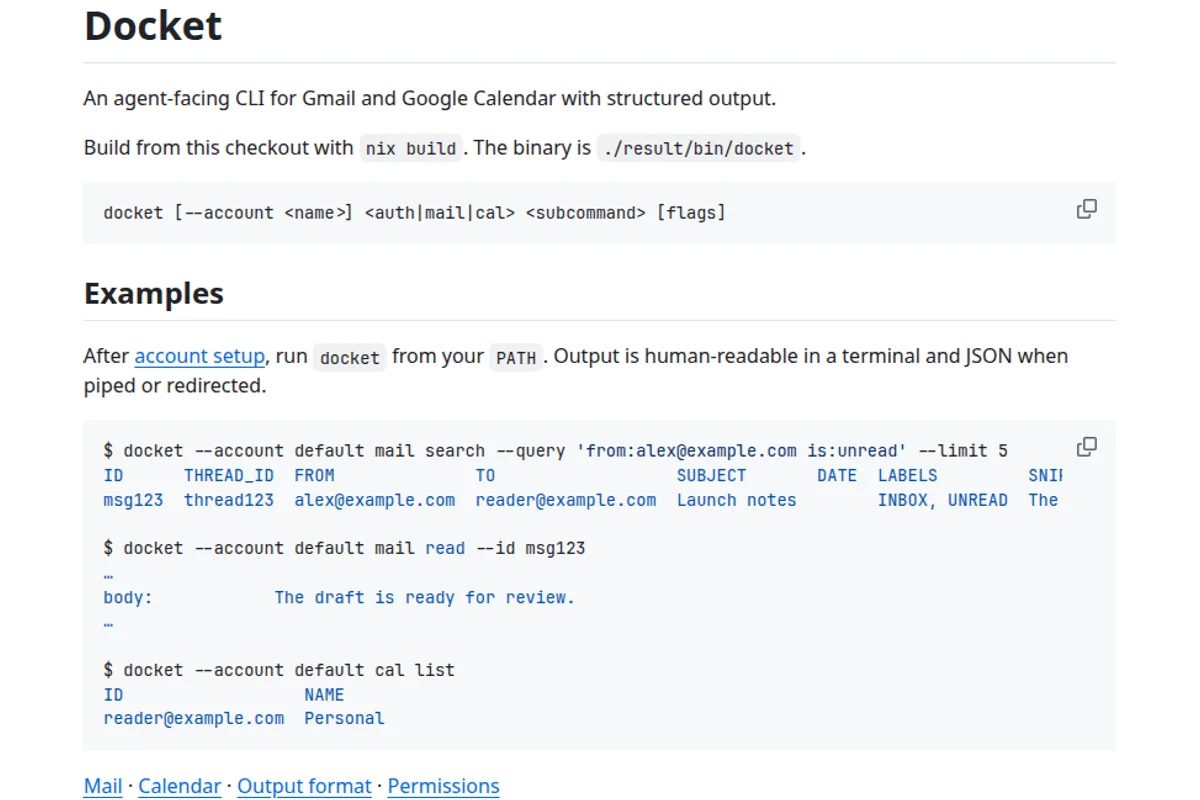 Docket
An agent-facing CLI for Gmail and Google Calendar with structured output.
Build from this checkout with nix build. The binary is ./result/bin/docket.
docket [--account <name>] <auth|mail|cal> <subcommand> [flags]
Examples
After account setup, run docket from your PATH. Output is human-readable in a terminal and JSON when
piped or redirected.
$ docket --account default mail search --query 'from:alex@example.com is:unread' --limit 5
ID      THREAD_ID  FROM              TO                  SUBJECT       DATE  LABELS         SNIP
msg123  thread123  alex@example.com  reader@example.com  Launch notes        INBOX, UNREAD  The
$ docket --account default mail read --id msg123
…
body:            The draft is ready for review.
…
$ docket --account default cal list
ID                  NAME
reader@example.com  Personal
Mail · Calendar · Output format · Permissions